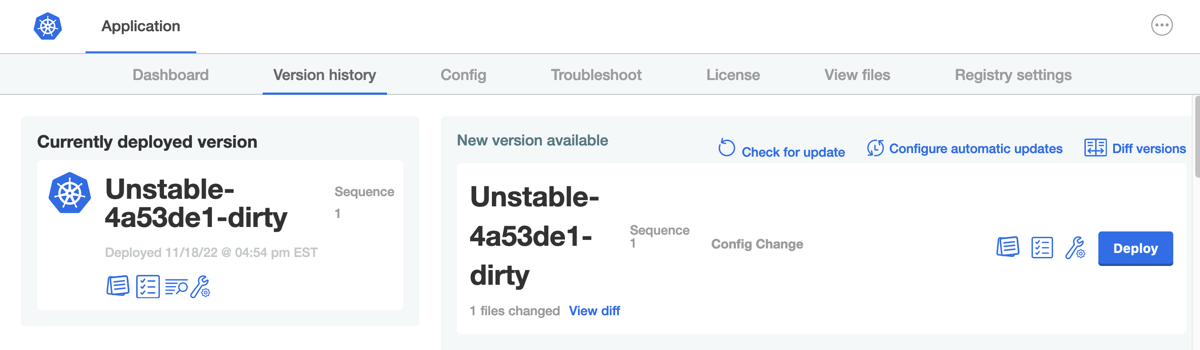 Application
Dashboard Version history Config Troubleshoot License View files Registry settings
Currently deployed version
Unstable-
4a53de1-dirty
Sequence
1
Deployed 11/18/22 @ 04:54 pm EST
New version available
Check for update Configure automatic updates Diff versions
Unstable-
4a53de1-
dirty
Sequence
1
Config Change
Deploy
1 files changed View diff